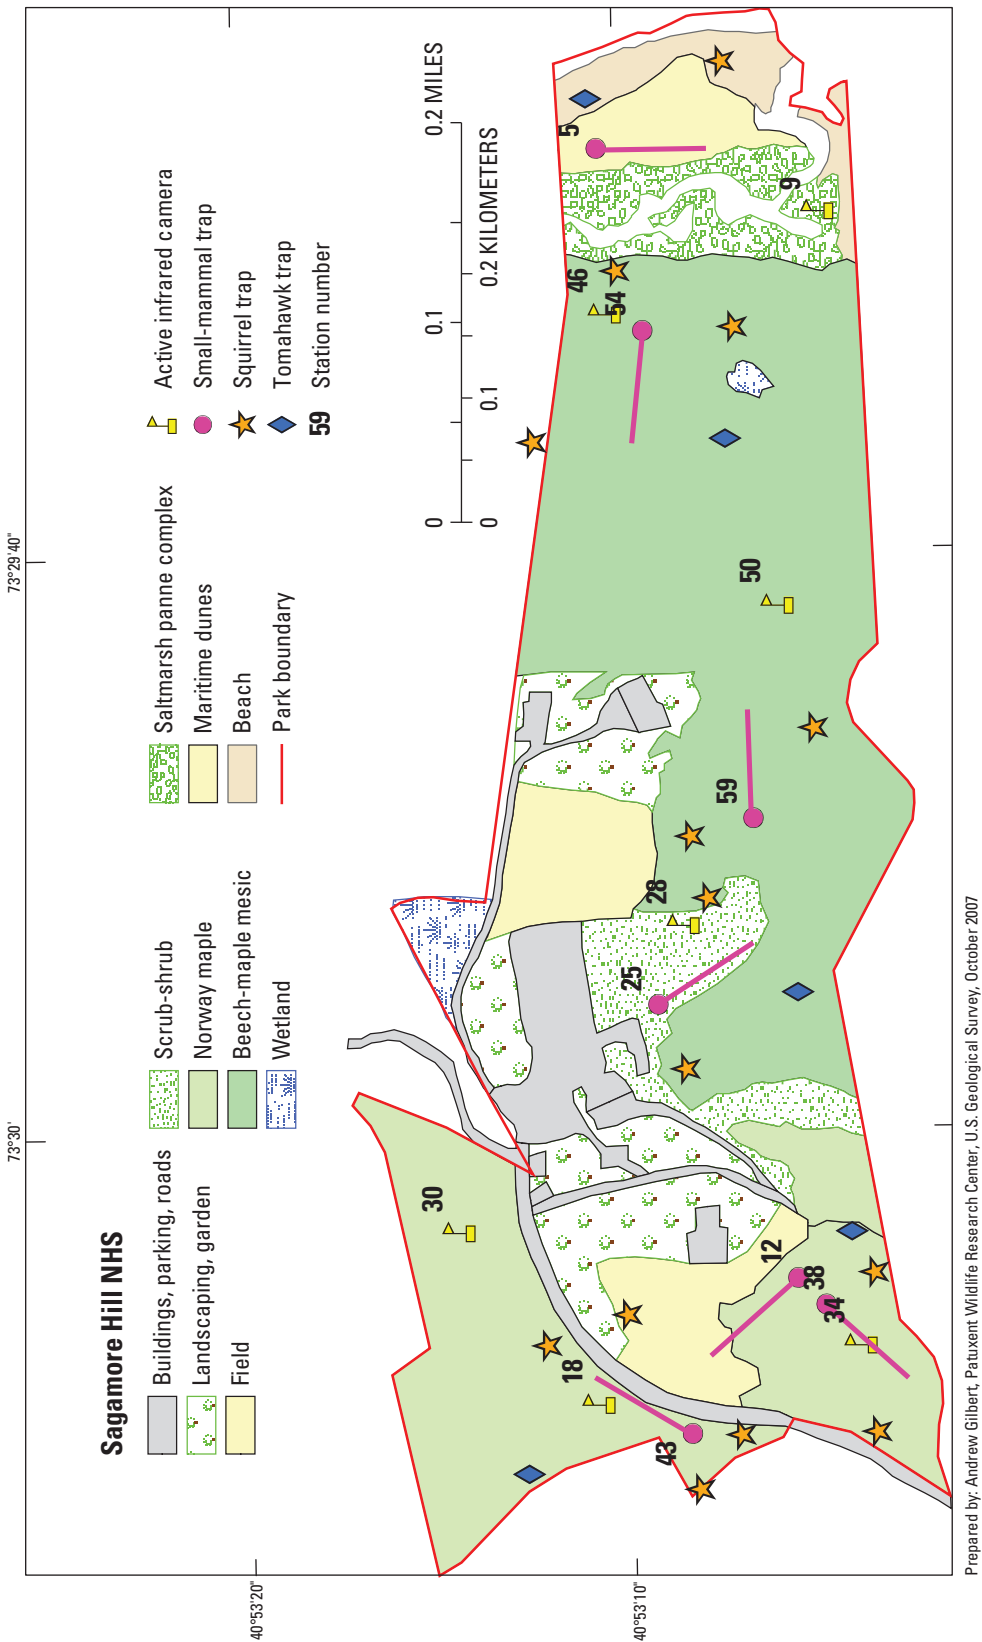 Sagamore Hill NHS
Buildings, parking, roads
Landscaping, garden
Field
Scrub-shrub
Norway maple
Beech-maple mesic
Wetland
Saltmarsh panne complex
Maritime dunes
Beach
Park boundary
Active infrared camera
Small-mammal trap
Squirrel trap
Tomahawk trap
59 Station number
0 0.1 0.2 MILES
0 0.1 0.2 KILOMETERS
73°30'
73°29'40"
40°53'20"
40°53'10"
30
18
43
12
38
34
25
28
59
50
46
54
5
9
Prepared by: Andrew Gilbert, Patuxent Wildlife Research Center, U.S. Geological Survey, October 2007